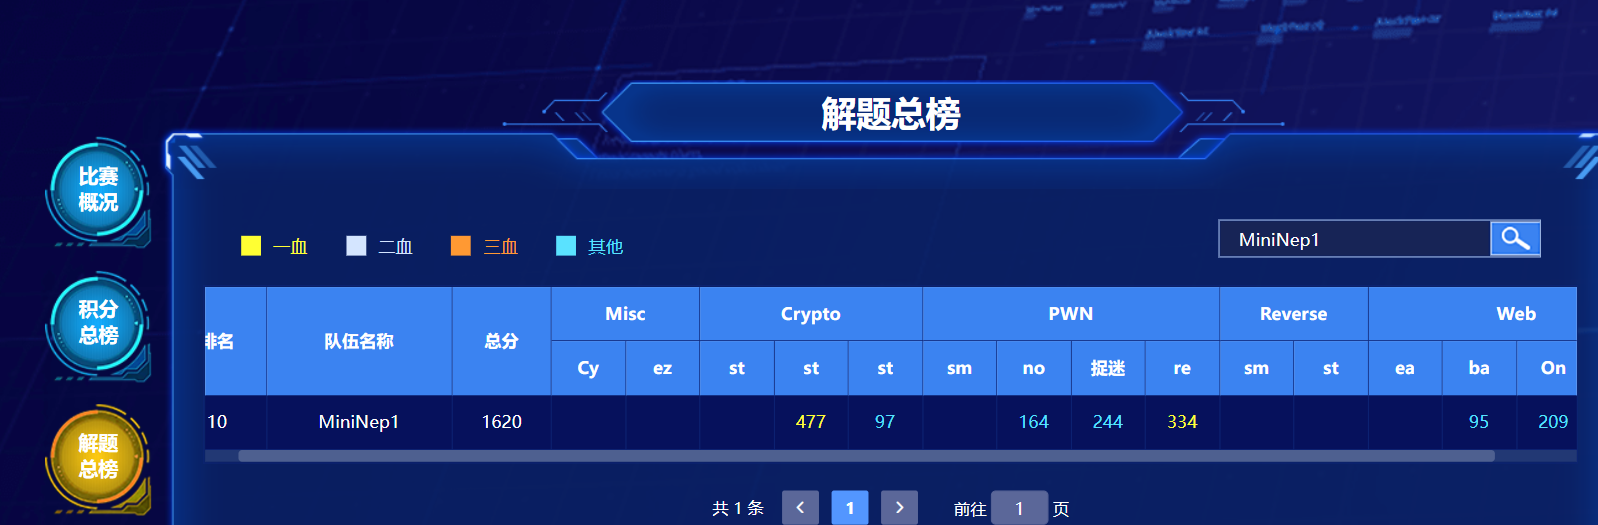 解题总榜
比赛
概况
积分
总榜
解题
总榜
一血 二血 三血 其他
MiniNep1
排名 队伍名称 总分 Misc Crypto PWN Reverse Web
Cy ez st st st sm no 捉迷 re sm st ea ba On
10 MiniNep1 1620 477 97 164 244 334 95 209
共 1 条 < 1 > 前往 1 页